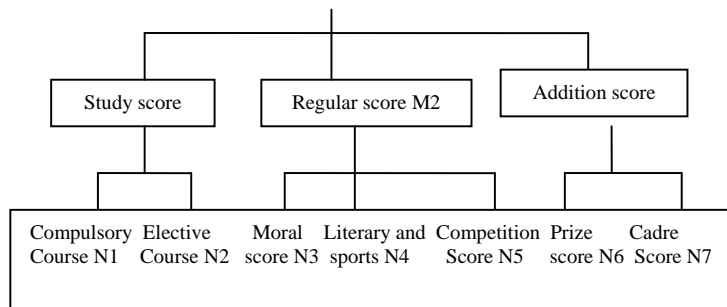 Study score
Regular score M2
Addition score
Compulsory Elective Moral Literary and Competition Prize Cadre
Course N1 Course N2 score N3 sports N4 Score N5 score N6 Score N7